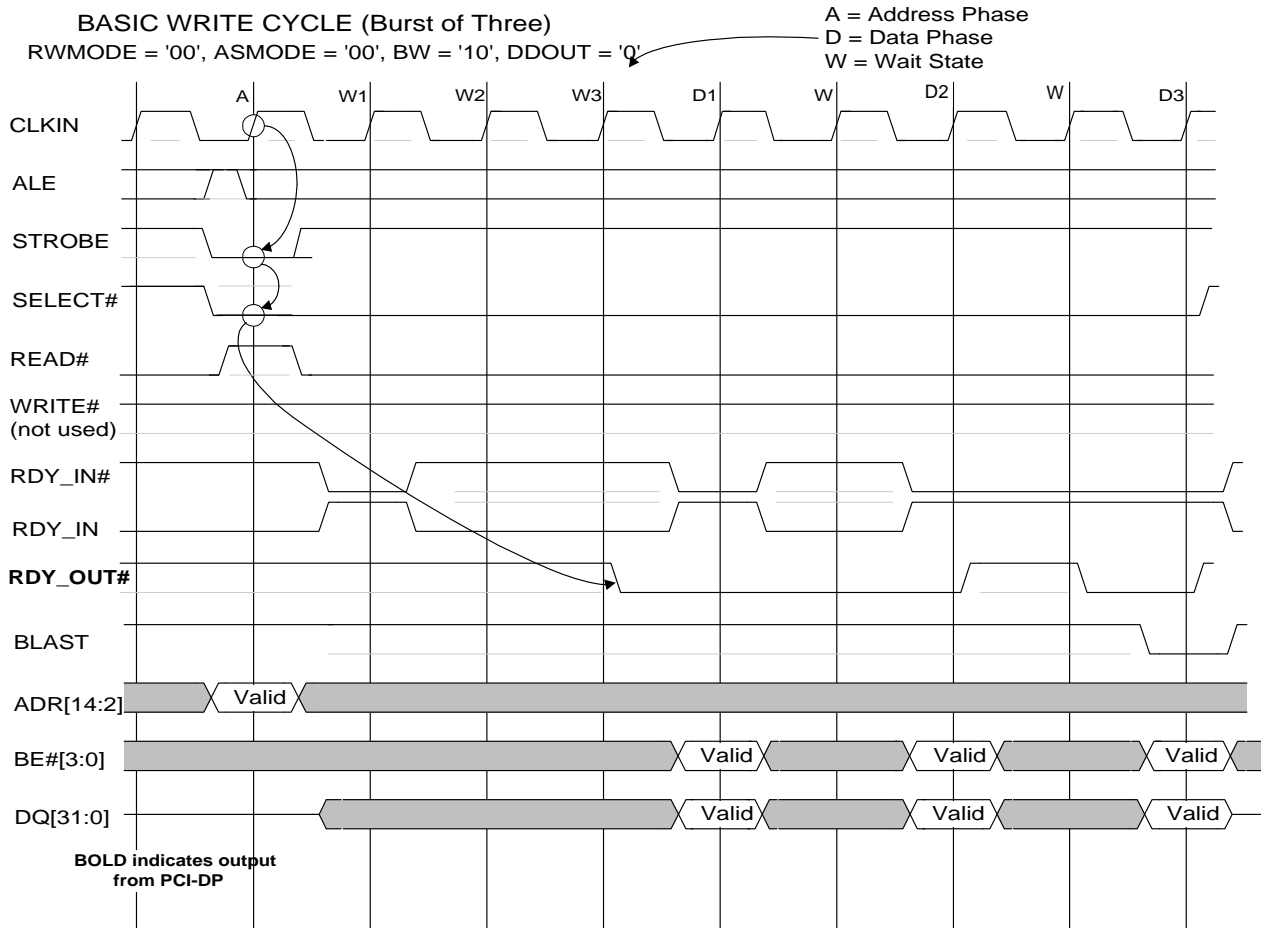 BASIC WRITE CYCLE (Burst of Three)
RWMODE = '00', ASMODE = '00', BW = '10', DDOUT = '0'
A = Address Phase
D = Data Phase
W = Wait State
A W1 W2 W3 D1 W D2 W D3
CLKIN
ALE
STROBE
SELECT#
READ#
WRITE#
(not used)
RDY_IN#
RDY_IN
RDY_OUT#
BLAST
ADR[14:2] Valid
BE#[3:0] Valid Valid Valid
DQ[31:0] Valid Valid Valid
BOLD indicates output
from PCI-DP